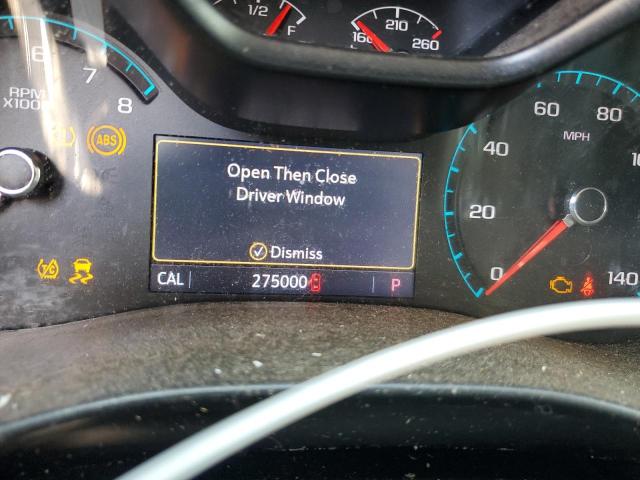 1/2
F
160
210
260
6
7
8
RPM
X1000
ABS
Open Then Close
Driver Window
Dismiss
CAL
275000
P
T/C
0
20
40
60
80
MPH
140